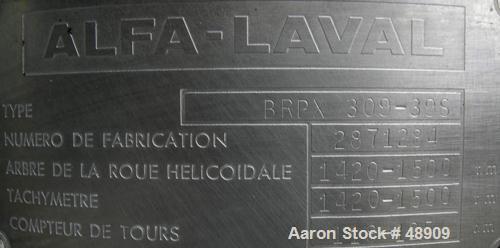 ALFA-LAVAL
TYPE BRPX 309-39S
NUMERO DE FABRICATION 2871284
ARBRE DE LA ROUE HELICOIDALE 1420-1500
TACHYMETRE 1420-1500
COMPTEUR DE TOURS
Aaron Stock # 48909